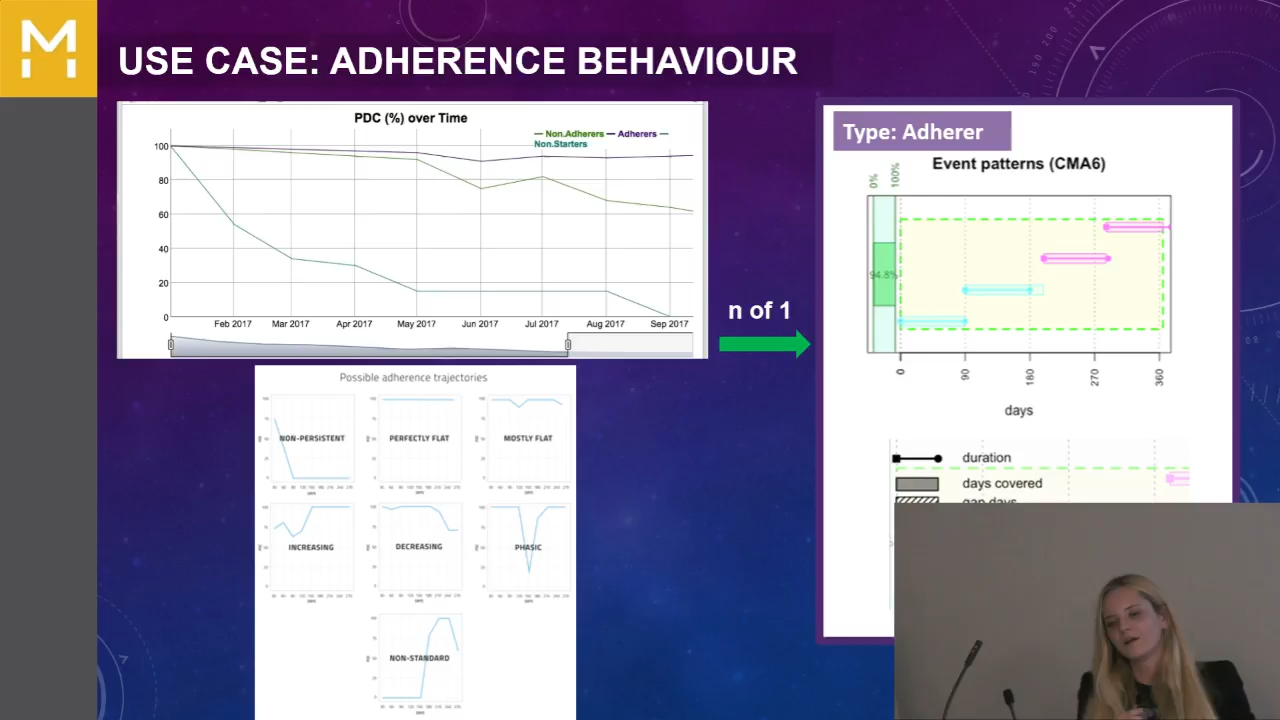 M
USE CASE: ADHERENCE BEHAVIOUR
PDC (%) over Time
— Non.Adherers — Adherers —
Non.Starters
100
80
60
40
20
0
Feb 2017 Mar 2017 Apr 2017 May 2017 Jun 2017 Jul 2017 Aug 2017 Sep 2017
n of 1
Possible adherence trajectories
NON-PERSISTENT
PERFECTLY FLAT
MOSTLY FLAT
INCREASING
DECREASING
PHASIC
NON-STANDARD
Type: Adherer
Event patterns (CMA6)
0% 100%
94.8%
0 90 180 270 360
days
duration
days covered
gap days